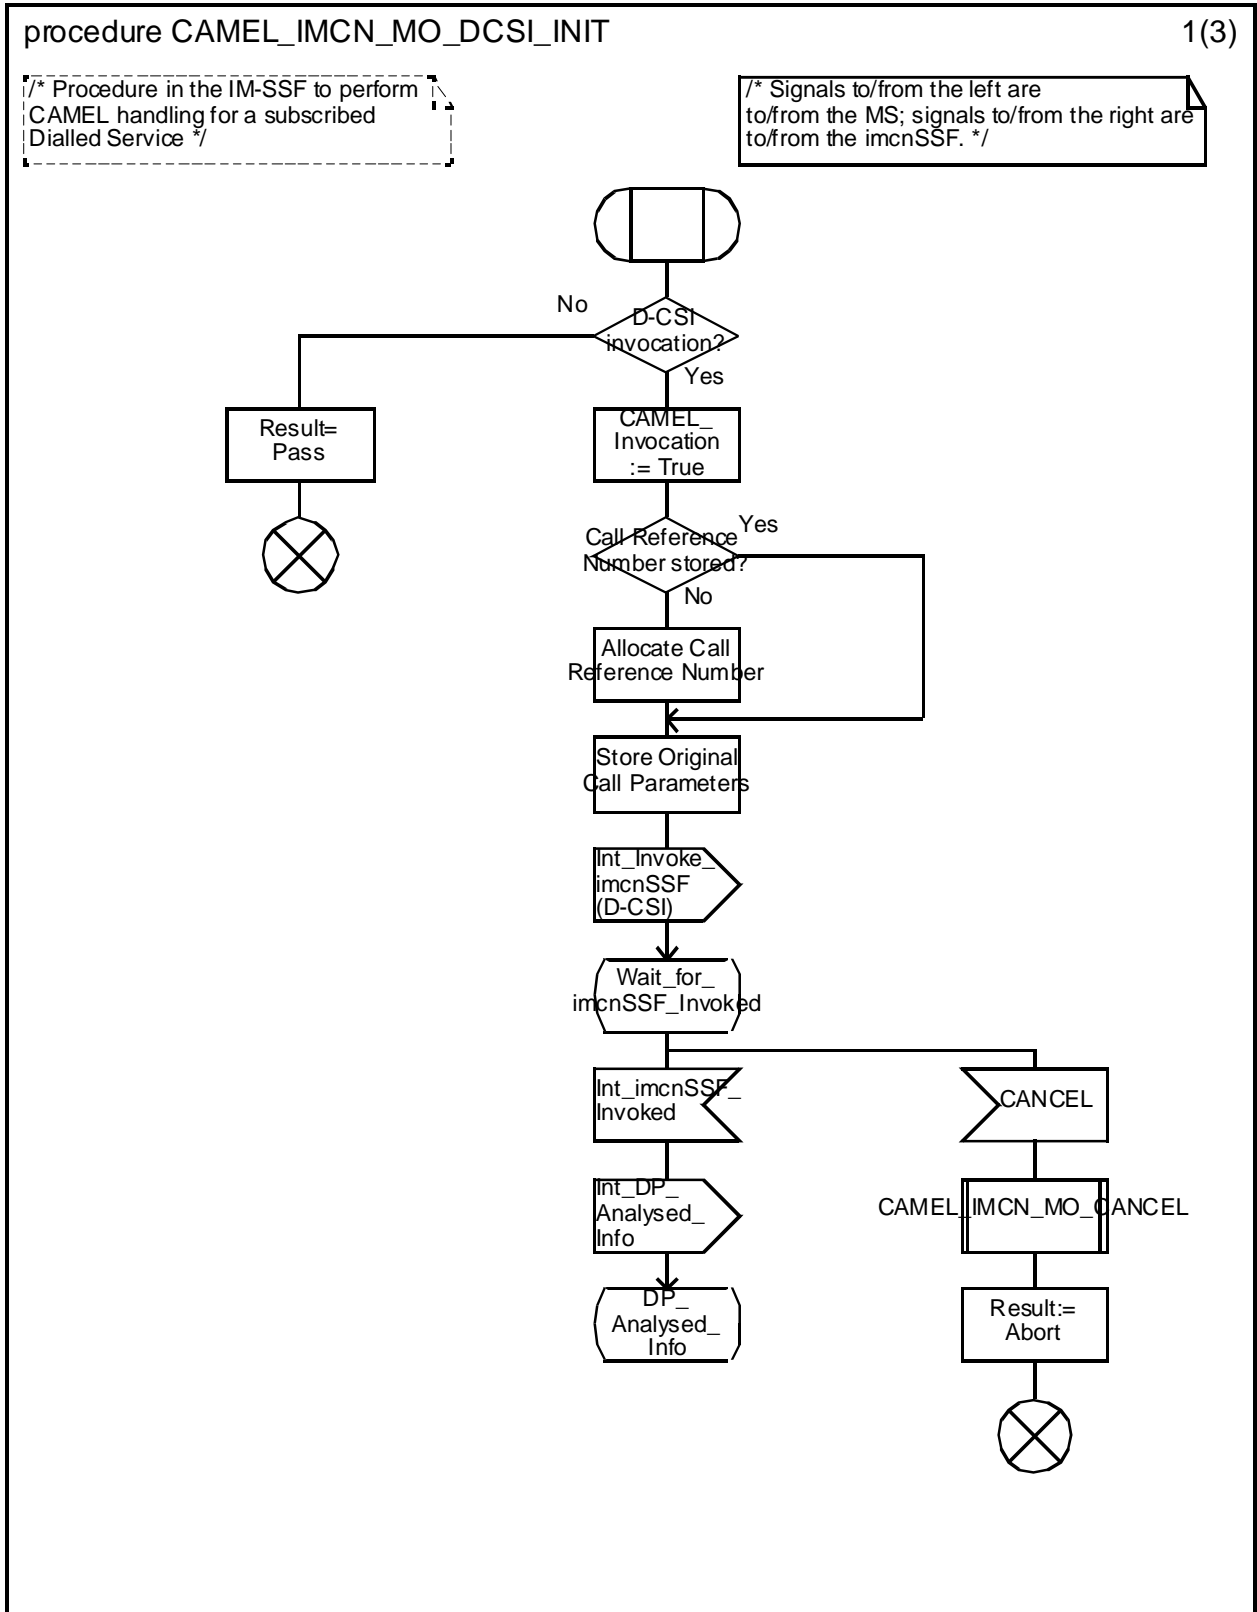 procedure CAMEL_IMCN_MO_DCSI_INIT
1(3)
/* Procedure in the IM-SSF to perform
CAMEL handling for a subscribed
Dialled Service */
/* Signals to/from the left are
to/from the MS; signals to/from the right are
to/from the imcnSSF. */
No
D-CSI
invocation?
Yes
Result=
Pass
CAMEL_
Invocation
:= True
Call Reference
Number stored?
Yes
No
Allocate Call
Reference Number
Store Original
Call Parameters
Int_Invoke_
imcnSSF
(D-CSI)
Wait_for_
imcnSSF_Invoked
Int_imcnSSF_
Invoked
CANCEL
Int_DP_
Analysed_
Info
CAMEL_IMCN_MO_CANCEL
DP_
Analysed_
Info
Result:=
Abort